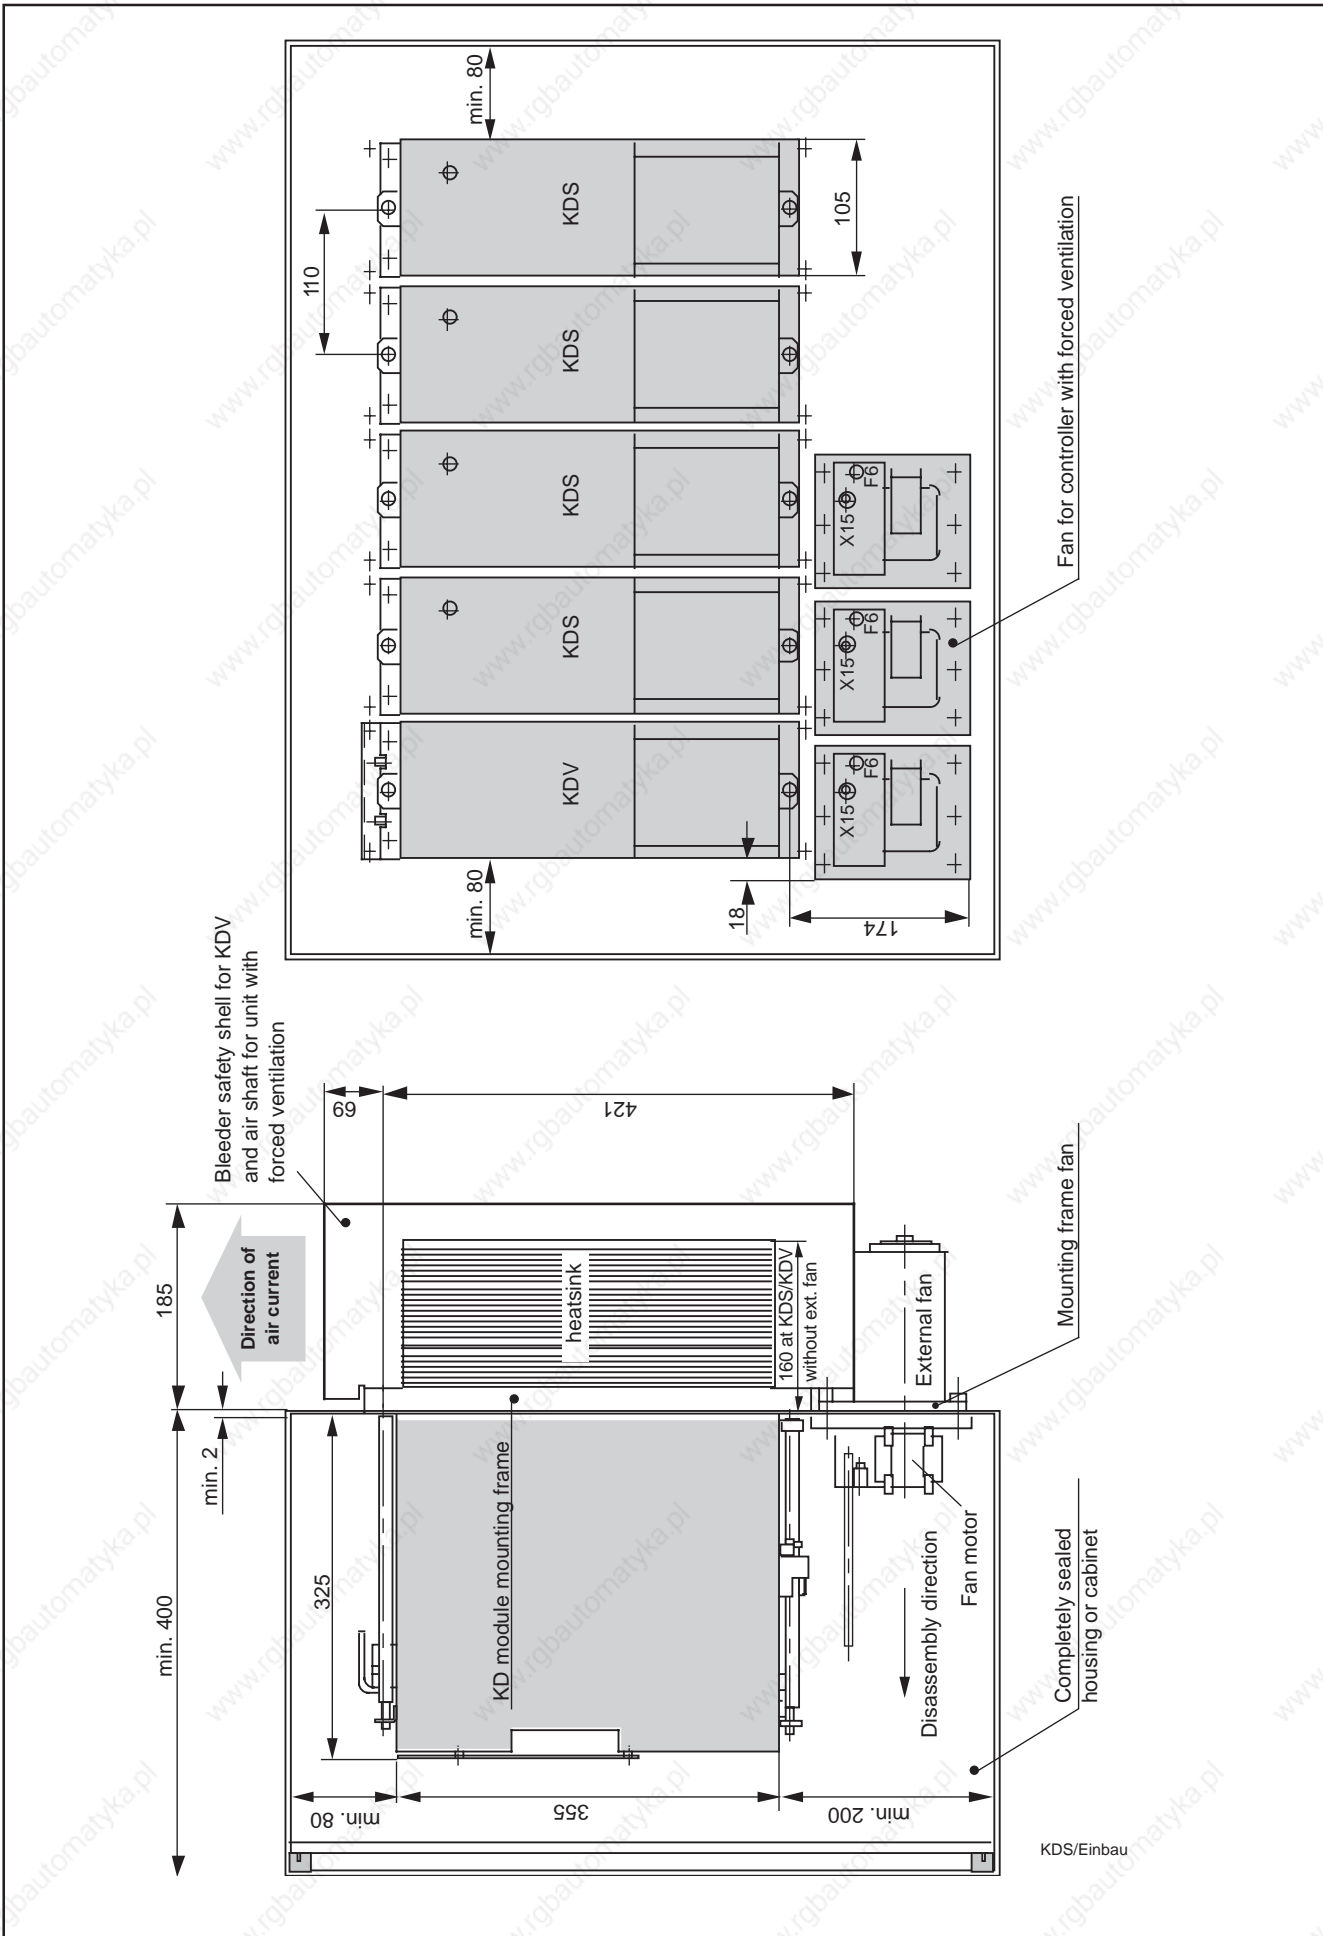 min. 400
min. 2
185
Direction of
air current
Bleeder safety shell for KDV
and air shaft for unit with
forced ventilation
69
421
325
min. 80
355
min. 200
KD module mounting frame
heatsink
160 at KDS/KDV
without ext. fan
External fan
Disassembly direction
Fan motor
Mounting frame fan
Completely sealed
housing or cabinet
KDS/Einbau
min. 80
110
KDV
KDS
KDS
KDS
KDS
min. 80
105
18
174
X15
F6
X15
F6
X15
F6
Fan for controller with forced ventilation
www.rgbautomatyka.pl